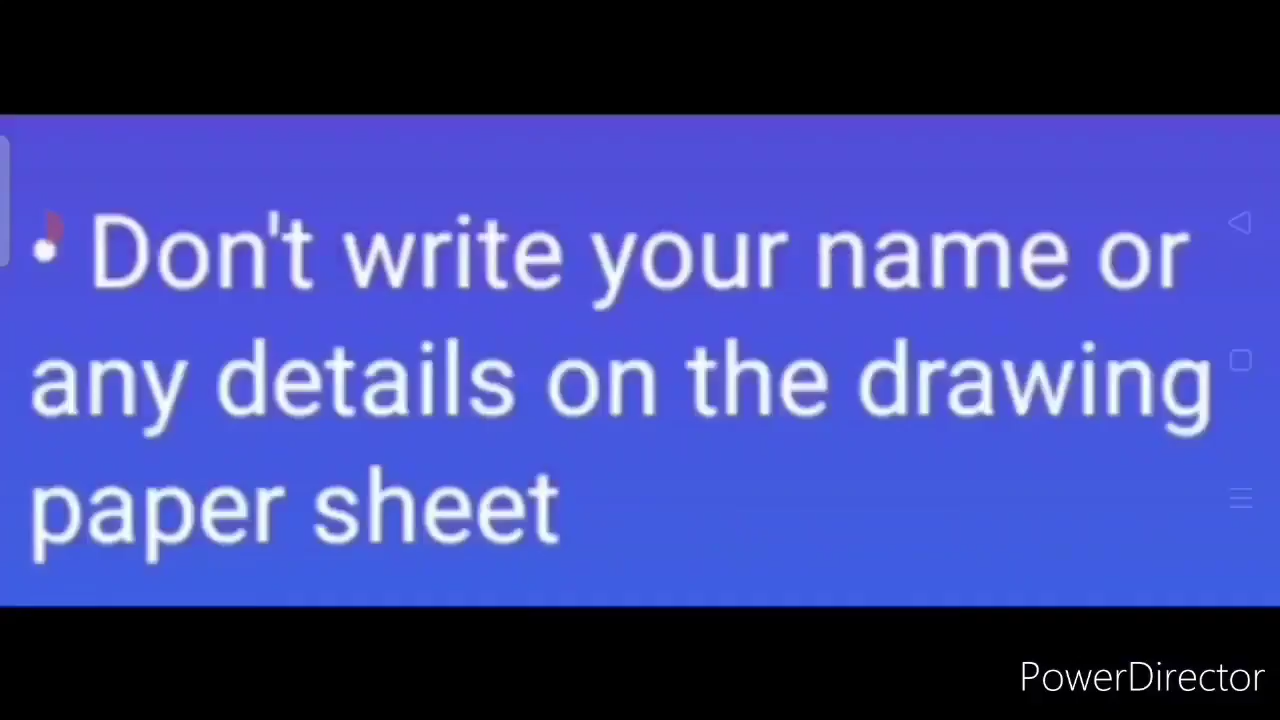 • Don't write your name or
any details on the drawing
paper sheet
PowerDirector